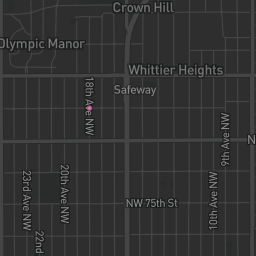 Crown Hill
Olympic Manor
Whittier Heights
18th Ave NW
Safeway
9th Ave NW
N
23rd Ave NW
20th Ave NW
10th Ave NW
NW 75th St
22nd